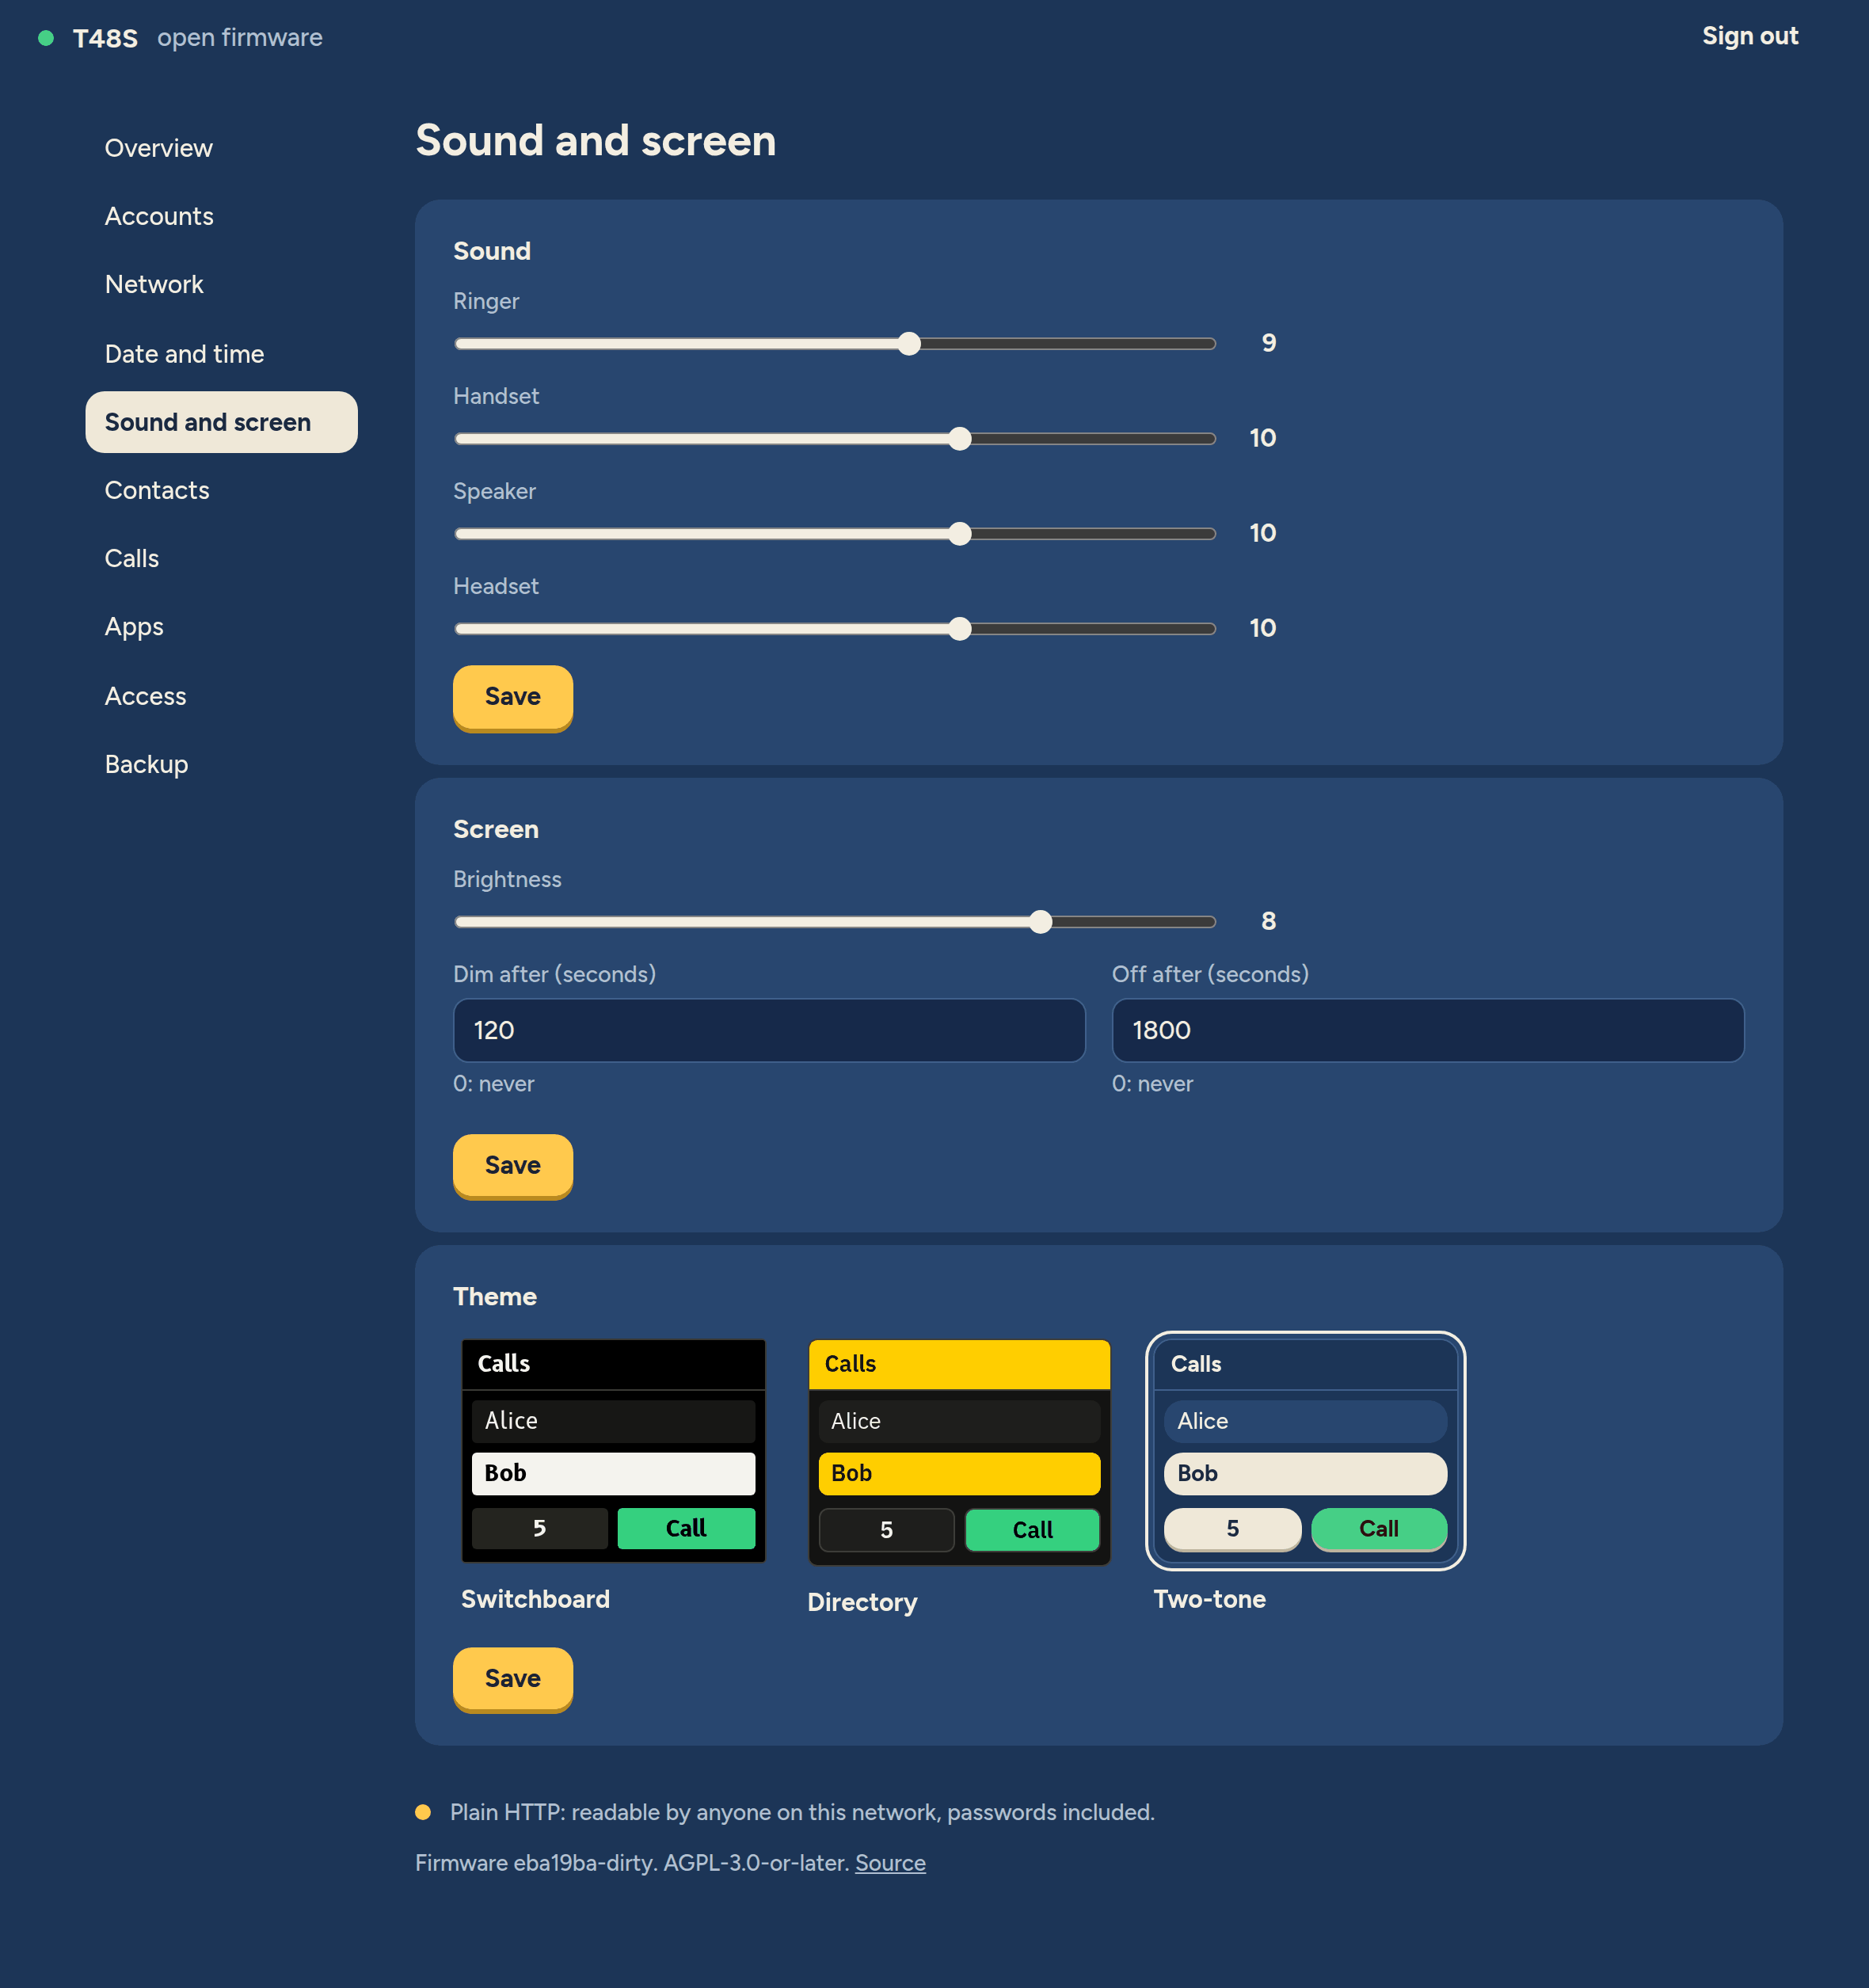 T48S open firmware
Sign out
Overview
Accounts
Network
Date and time
Sound and screen
Contacts
Calls
Apps
Access
Backup
Sound and screen
Sound
Ringer
9
Handset
10
Speaker
10
Headset
10
Save
Screen
Brightness
8
Dim after (seconds)
120
0: never
Off after (seconds)
1800
0: never
Save
Theme
Calls
Alice
Bob
5 Call
Switchboard
Calls
Alice
Bob
5 Call
Directory
Calls
Alice
Bob
5 Call
Two-tone
Save
Plain HTTP: readable by anyone on this network, passwords included.
Firmware eba19ba-dirty. AGPL-3.0-or-later. Source